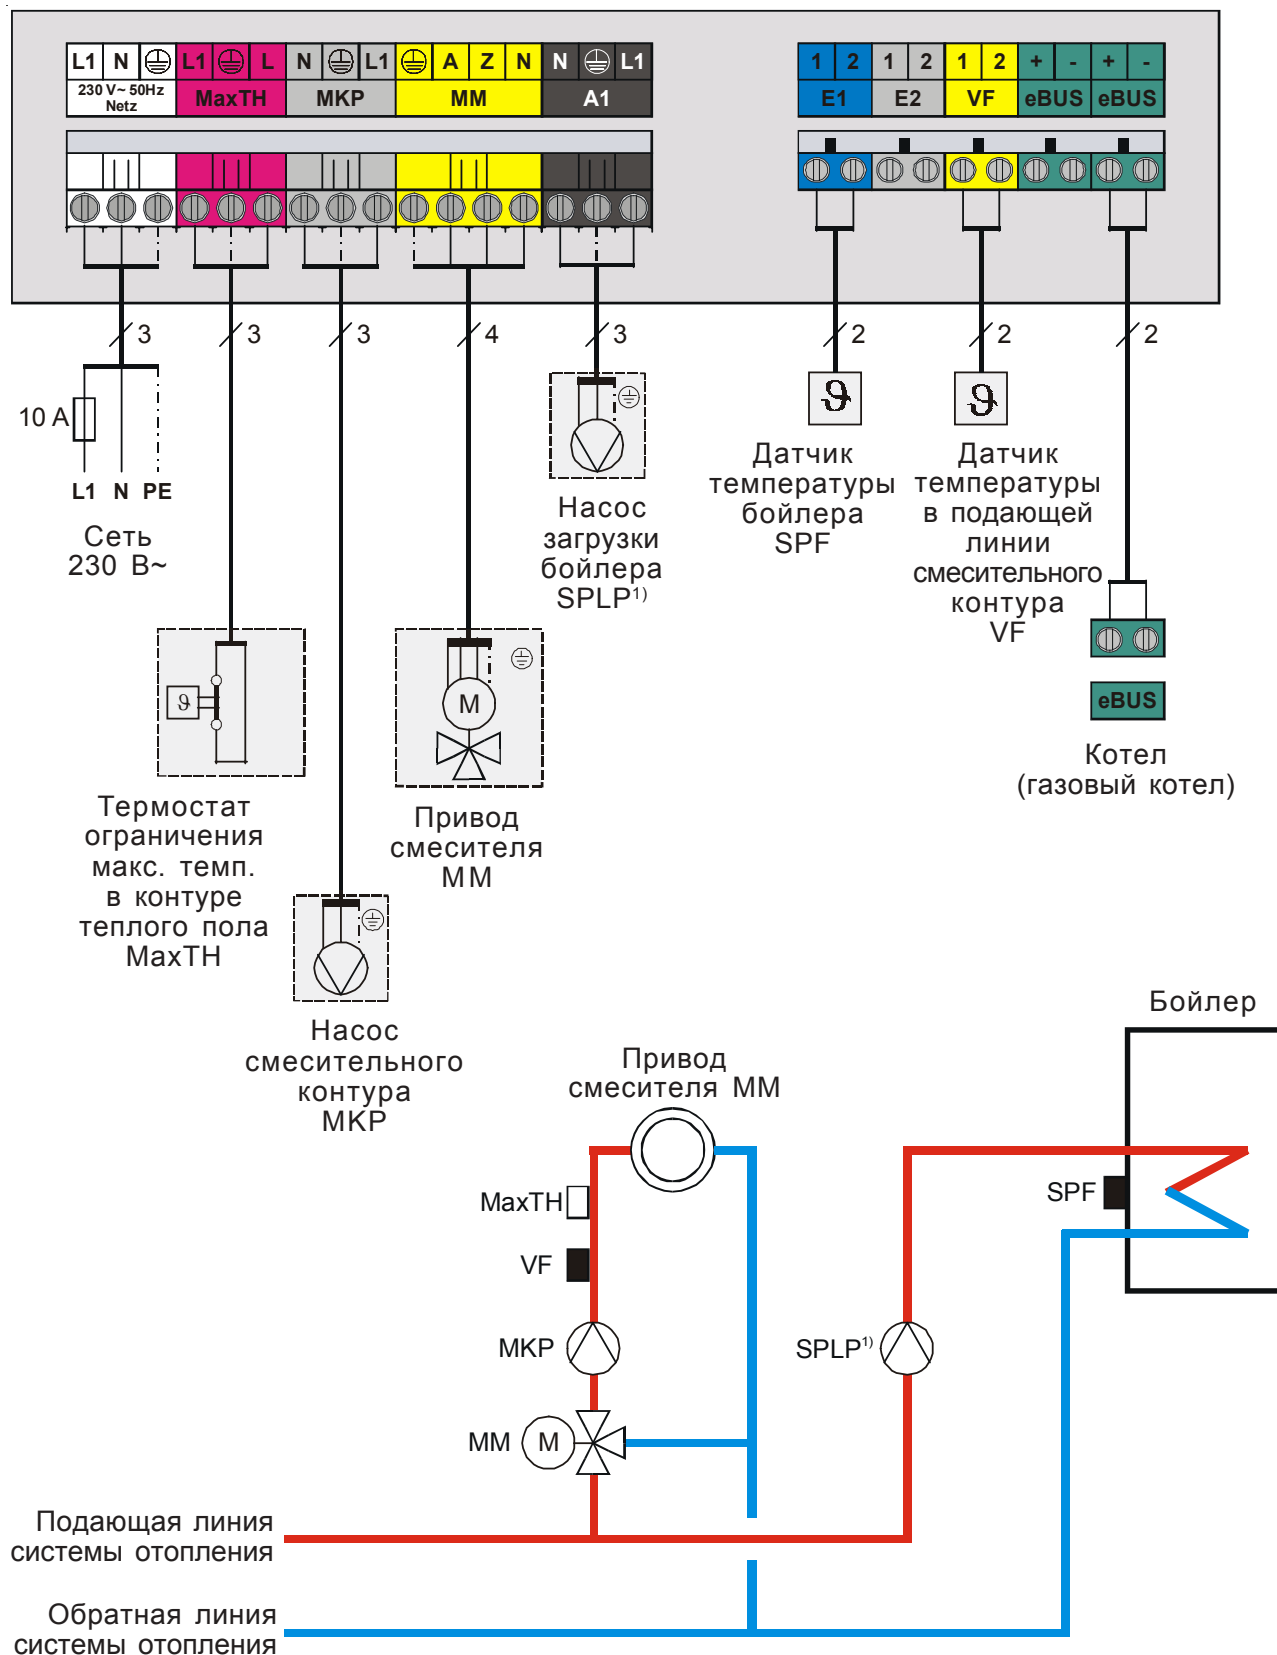 L1 N L1 L N L1 A Z N N L1
1 2 1 2 1 2 + - + -
230 V~ 50Hz
Netz
MaxTH MKP MM A1
E1 E2 VF eBUS eBUS
3 3 3 4 3 2 2 2
10 A
L1 N PE
Сеть
230 В~
Насос
загрузки
бойлера
SPLP¹⁾
ϑ
Датчик
температуры
бойлера
SPF
ϑ
Датчик
температуры
в подающей
линии
смесительного
контура
VF
eBUS
Котел
(газовый котел)
ϑ
Термостат
ограничения
макс. темп.
в контуре
теплого пола
MaxTH
M
Привод
смесителя
MM
Насос
смесительного
контура
MKP
Бойлер
Привод
смесителя MM
MaxTH
SPF
VF
MKP
SPLP¹⁾
MM M
Подающая линия
системы отопления
Обратная линия
системы отопления